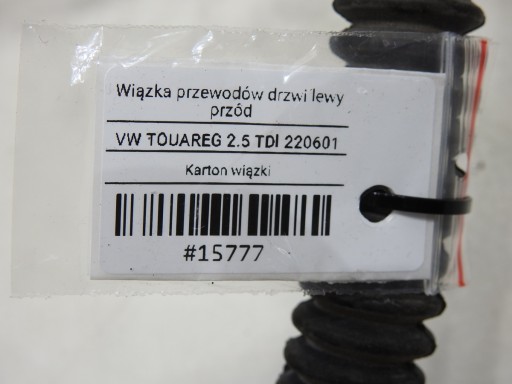 Wiązka przewodów drzwi lewy
przód
VW TOUAREG 2.5 TDI 220601
Karton wiązki
#15777